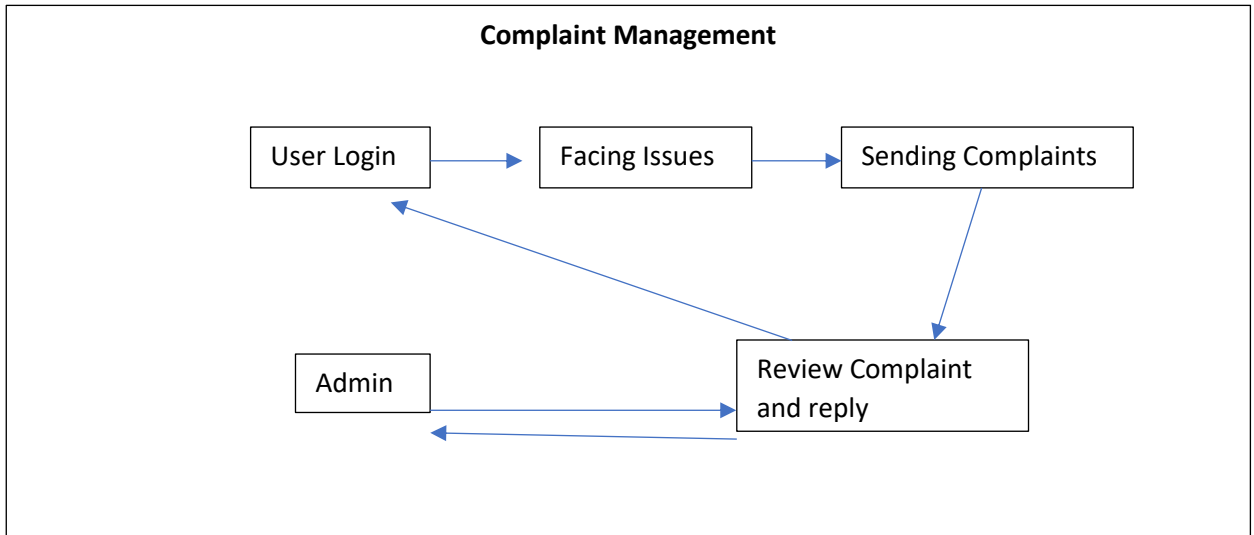 Complaint Management
User Login
Facing Issues
Sending Complaints
Admin
Review Complaint
and reply